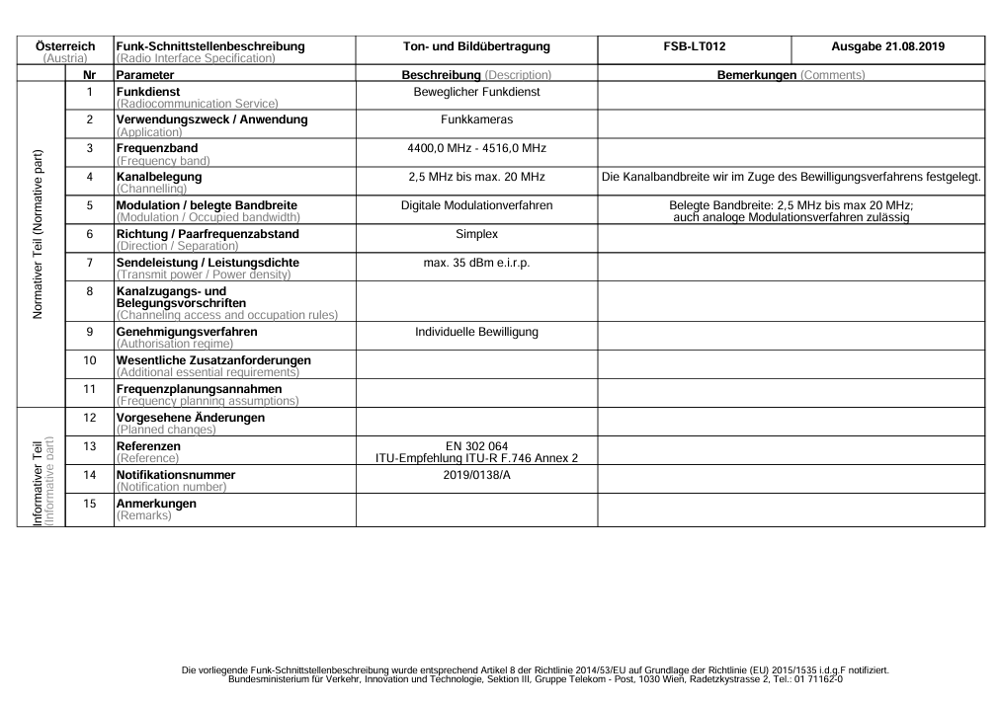 Österreich Funk-Schnittstellenbeschreibung Ton- und Bildübertragung FSB-LT012 Ausgabe 21.08.2019
(Austria) (Radio Interface Specification)
Nr Parameter Beschreibung (Description) Bemerkungen (Comments)
Normativer Teil (Normative part)
1 Funkdienst Beweglicher Funkdienst
(Radiocommunication Service)
2 Verwendungszweck / Anwendung Funkkameras
(Application)
3 Frequenzband 4400,0 MHz - 4516,0 MHz
(Frequency band)
4 Kanalbelegung 2,5 MHz bis max. 20 MHz Die Kanalbandbreite wir im Zuge des Bewilligungsverfahrens festgelegt.
(Channelling)
5 Modulation / belegte Bandbreite Digitale Modulationverfahren Belegte Bandbreite: 2,5 MHz bis max 20 MHz;
(Modulation / Occupied bandwidth) auch analoge Modulationsverfahren zulässig
6 Richtung / Paarfrequenzabstand Simplex
(Direction / Separation)
7 Sendeleistung / Leistungsdichte max. 35 dBm e.i.r.p.
(Transmit power / Power density)
8 Kanalzugangs- und
Belegungsvorschriften
(Channeling access and occupation rules)
9 Genehmigungsverfahren Individuelle Bewilligung
(Authorisation regime)
10 Wesentliche Zusatzanforderungen
(Additional essential requirements)
11 Frequenzplanungsannahmen
(Frequency planning assumptions)
Informativer Teil
(Informative part)
12 Vorgesehene Änderungen
(Planned changes)
13 Referenzen EN 302 064
(Reference) ITU-Empfehlung ITU-R F.746 Annex 2
14 Notifikationsnummer 2019/0138/A
(Notification number)
15 Anmerkungen
(Remarks)
Die vorliegende Funk-Schnittstellenbeschreibung wurde entsprechend Artikel 8 der Richtlinie 2014/53/EU auf Grundlage der Richtlinie (EU) 2015/1535 i.d.g.F notifiziert.
Bundesministerium für Verkehr, Innovation und Technologie, Sektion III, Gruppe Telekom - Post, 1030 Wien, Radetzkystrasse 2, Tel.: 01 71162-0